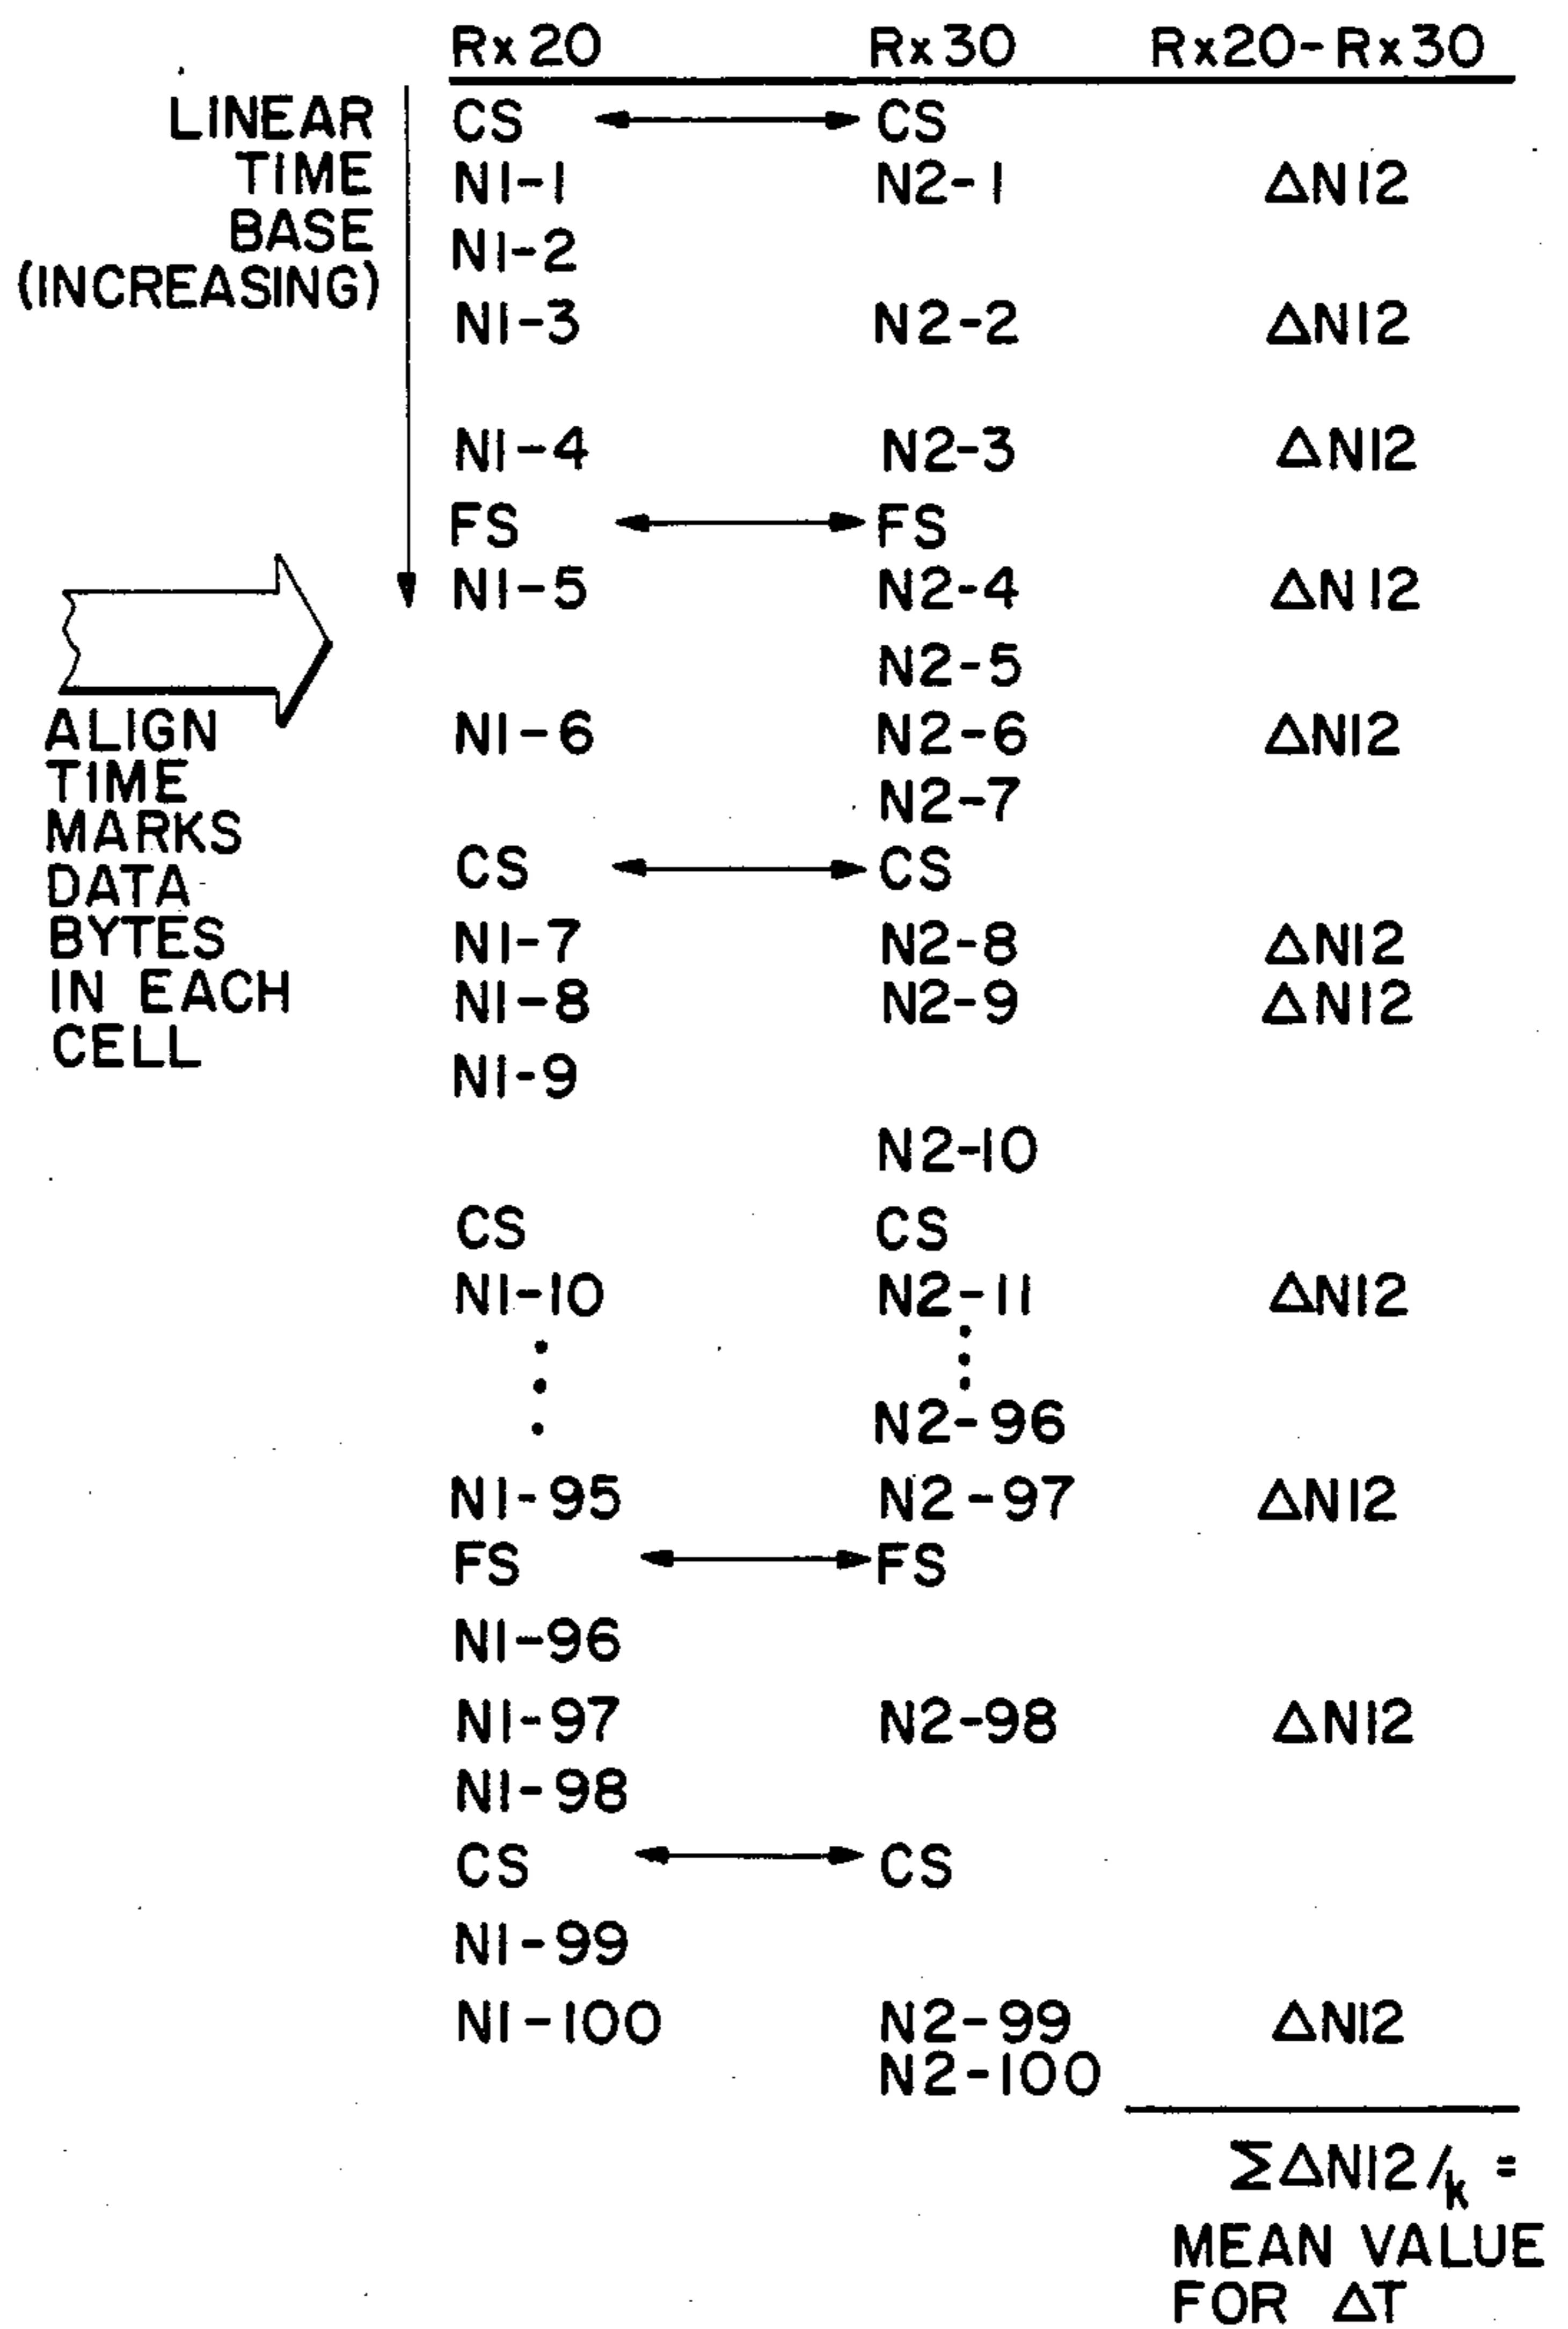 Rx20 Rx30 Rx20-Rx30
LINEAR
TIME
BASE
(INCREASING)
CS CS
N1-1 N2-1 ΔN12
N1-2
N1-3 N2-2 ΔN12
N1-4 N2-3 ΔN12
FS FS
N1-5 N2-4 ΔN12
N2-5
N1-6 N2-6 ΔN12
N2-7
ALIGN
TIME
MARKS
DATA
BYTES
IN EACH
CELL
CS CS
N1-7 N2-8 ΔN12
N1-8 N2-9 ΔN12
N1-9
N2-10
CS CS
N1-10 N2-11 ΔN12
N2-96
N1-95 N2-97 ΔN12
FS FS
N1-96
N1-97 N2-98 ΔN12
N1-98
CS CS
N1-99
N1-100 N2-99 ΔN12
N2-100
ΣΔN12/k =
MEAN VALUE
FOR ΔT